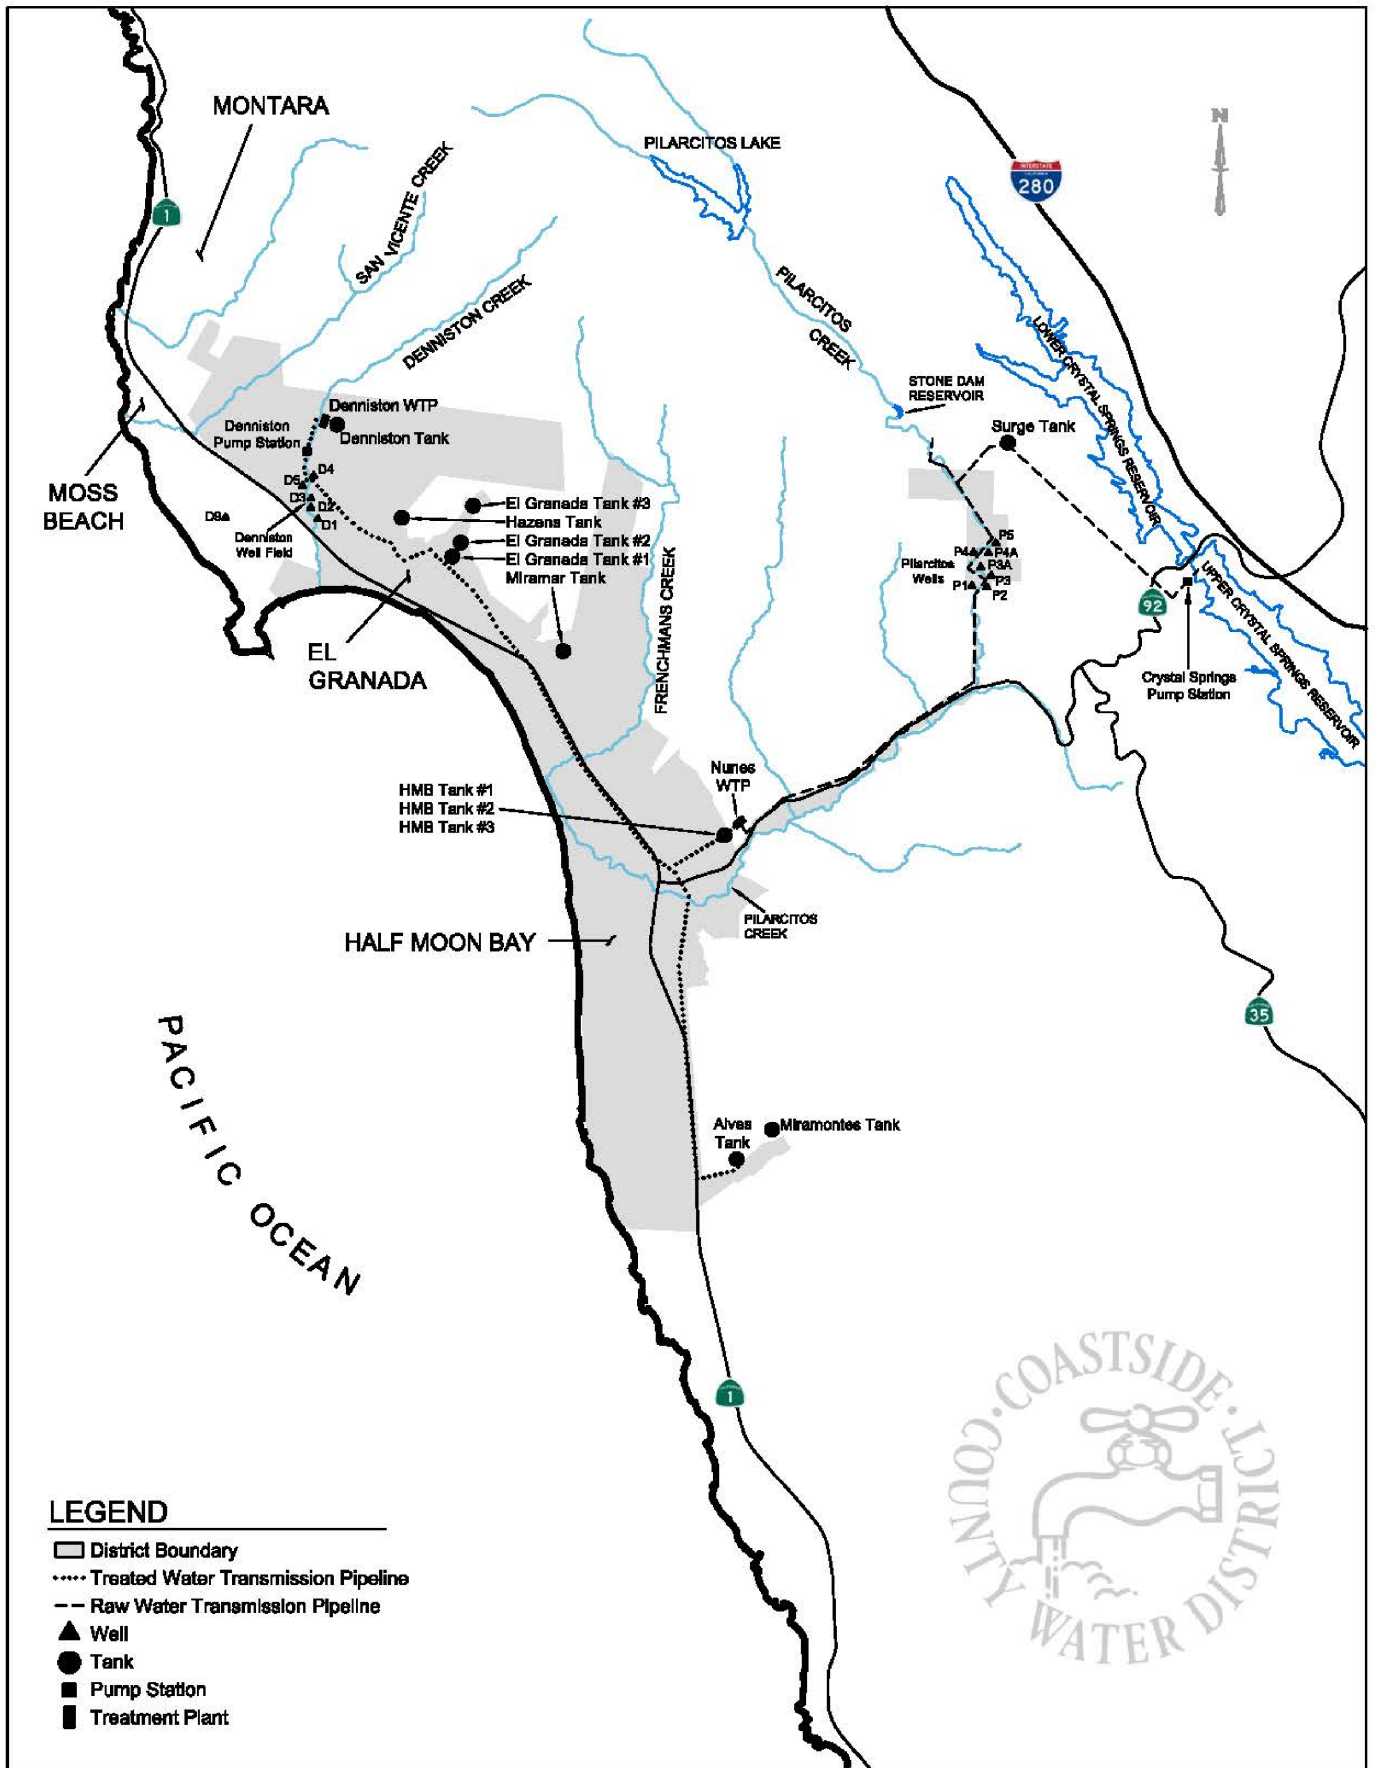 MONTARA
SAN VICENTE CREEK
PILARCITOS LAKE
N
INTERSTATE
CALIFORNIA
280
1
DENNISTON CREEK
PILARCITOS
CREEK
LOWER CRYSTAL SPRINGS RESERVOIR
STONE DAM
RESERVOIR
Surge Tank
Denniston WTP
Denniston
Pump Station
Denniston Tank
MOSS
BEACH
D4
D5
D3
D2
D1
D9
Denniston
Well Field
El Granada Tank #3
Hazens Tank
El Granada Tank #2
El Granada Tank #1
Miramar Tank
FRENCHMANS CREEK
P5
P4
P4A
Pilarcitos
Wells
P3A
P3
P1
P2
92
UPPER CRYSTAL SPRINGS RESERVOIR
EL
GRANADA
Crystal Springs
Pump Station
Nunes
WTP
HMB Tank #1
HMB Tank #2
HMB Tank #3
PILARCITOS
CREEK
HALF MOON BAY
35
PACIFIC OCEAN
Alves
Tank
Miramontes Tank
1
COASTSIDE
COUNTY WATER DISTRICT
LEGEND
District Boundary
Treated Water Transmission Pipeline
Raw Water Transmission Pipeline
Well
Tank
Pump Station
Treatment Plant